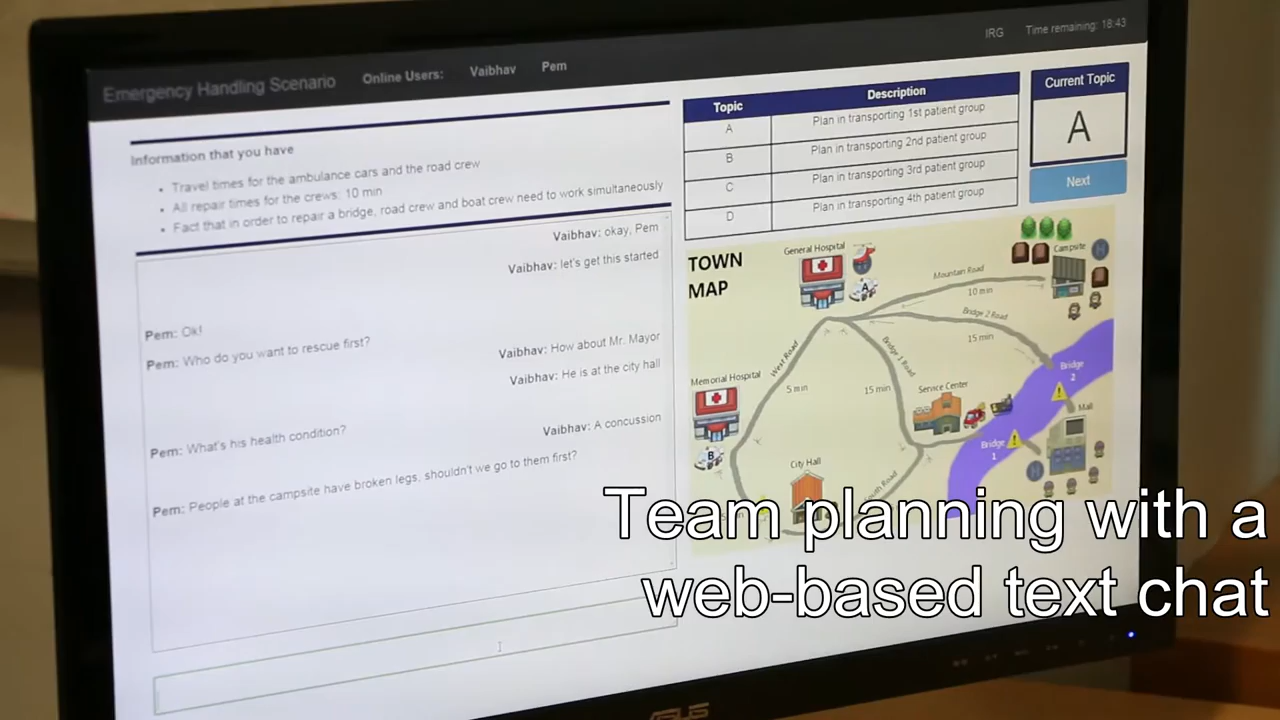 Emergency Handling Scenario
Online Users:
Vaibhav
Pem
IRG
Time remaining: 18:43
Information that you have
• Travel times for the ambulance cars and the road crew
• All repair times for the crews: 10 min
• Fact that in order to repair a bridge, road crew and boat crew need to work simultaneously
Vaibhav: okay, Pem
Vaibhav: let's get this started
Pem: Ok!
Pem: Who do you want to rescue first?
Vaibhav: How about Mr. Mayor
Vaibhav: He is at the city hall
Pem: What's his health condition?
Vaibhav: A concussion
Pem: People at the campsite have broken legs, shouldn't we go to them first?
Topic Description
A Plan in transporting 1st patient group
B Plan in transporting 2nd patient group
C Plan in transporting 3rd patient group
D Plan in transporting 4th patient group
Current Topic
A
Next
TOWN
MAP
General Hospital
A
Mountain Road
10 min
Campsite
H
Bridge 2 Road
15 min
West Road
5 min
Bridge 1 Road
15 min
Memorial Hospital
B
Service Center
Bridge
2
Mall
Bridge
1
H
City Hall
South Road
Team planning with a
web-based text chat
ASUS